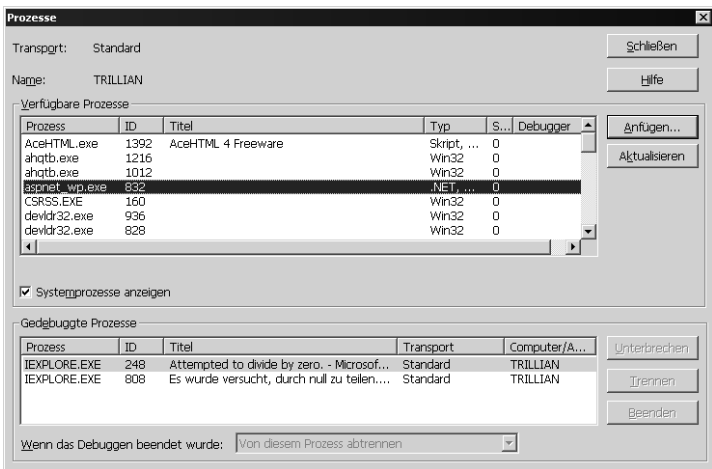 Prozesse
Transport: Standard
Schließen
Name: TRILLIAN
Hilfe
Verfügbare Prozesse
Prozess ID Titel Typ S... Debugger
AceHTML.exe 1392 AceHTML 4 Freeware Skript, ... 0
ahqtb.exe 1216 Win32 0
ahqtb.exe 1012 Win32 0
aspnet_wp.exe 832 .NET, ... 0
CSRSS.EXE 160 Win32 0
devldr32.exe 936 Win32 0
devldr32.exe 828 Win32 0
Anfügen...
Aktualisieren
Systemprozesse anzeigen
Gedebuggte Prozesse
Prozess ID Titel Transport Computer/A...
IEXPLORE.EXE 248 Attempted to divide by zero. - Microsof... Standard TRILLIAN
IEXPLORE.EXE 808 Es wurde versucht, durch null zu teilen.... Standard TRILLIAN
Unterbrechen
Trennen
Beenden
Wenn das Debuggen beendet wurde: Von diesem Prozess abtrennen